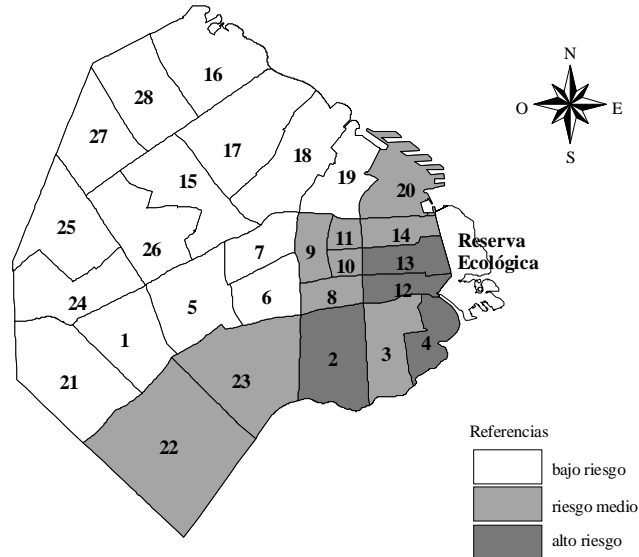 N
O
E
S
16
28
27
17
18
15
19
20
25
26
7
9
11
14
10
13
Reserva
Ecológica
24
5
6
8
12
1
2
3
4
21
23
22
Referencias
bajo riesgo
riesgo medio
alto riesgo